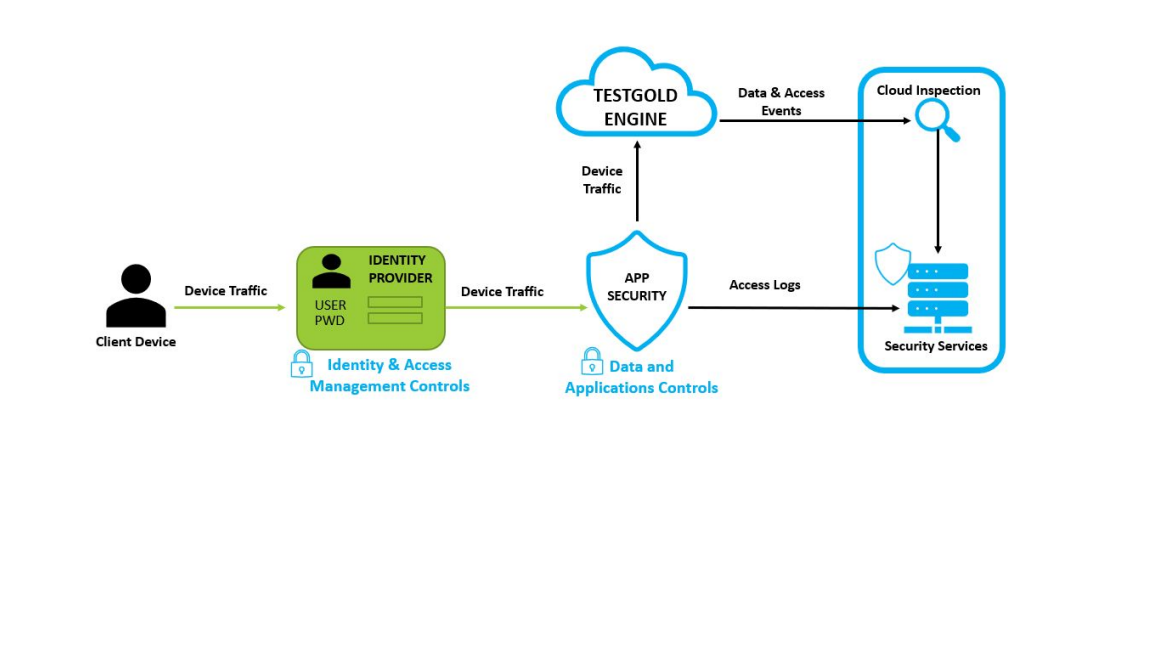 TESTGOLD
ENGINE
Data & Access
Events
Cloud Inspection
Device
Traffic
Client Device
Device Traffic
IDENTITY
PROVIDER
USER
PWD
Device Traffic
APP
SECURITY
Access Logs
Security Services
Identity & Access
Management Controls
Data and
Applications Controls